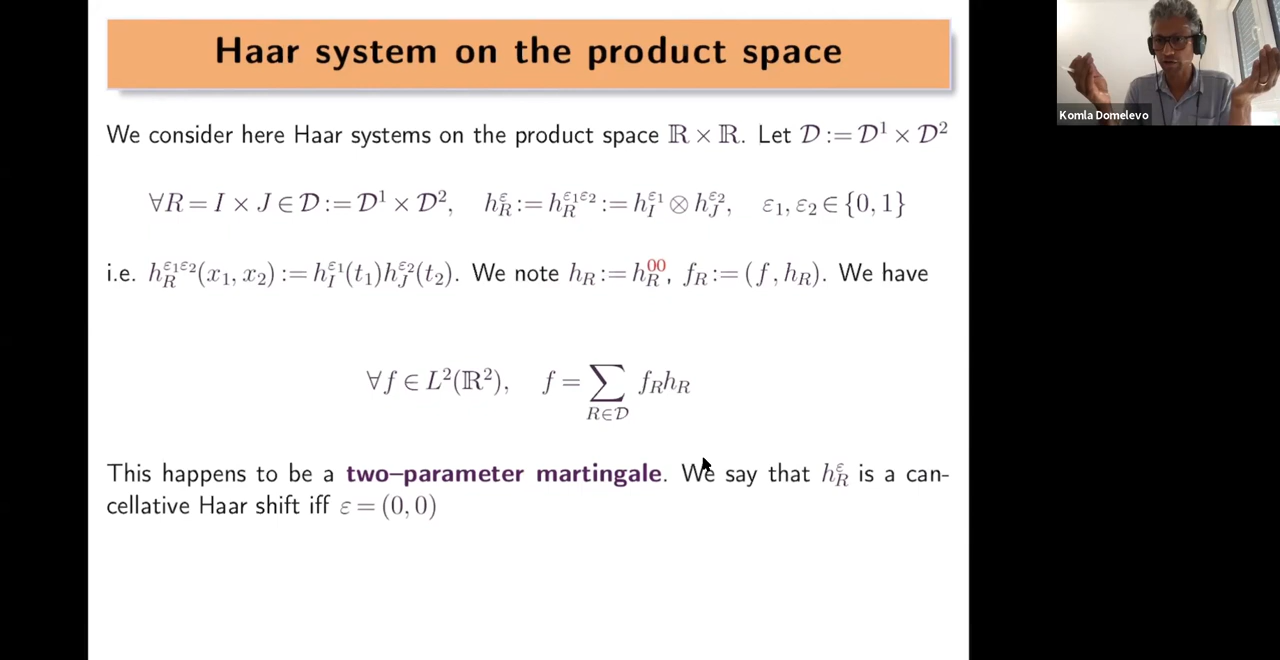 Haar system on the product space
Komla Domelevo
We consider here Haar systems on the product space ℝ × ℝ. Let 𝒟 := 𝒟¹ × 𝒟²
∀R = I × J ∈ 𝒟 := 𝒟¹ × 𝒟², h_R^ε := h_R^{ε₁ε₂} := h_I^{ε₁} ⊗ h_J^{ε₂}, ε₁, ε₂ ∈ {0, 1}
i.e. h_R^{ε₁ε₂}(x₁, x₂) := h_I^{ε₁}(t₁)h_J^{ε₂}(t₂). We note h_R := h_R^{00}, f_R := (f, h_R). We have
∀f ∈ L²(ℝ²), f = ∑_{R∈𝒟} f_R h_R
This happens to be a two–parameter martingale. We say that h_R^ε is a can-
cellative Haar shift iff ε = (0, 0)